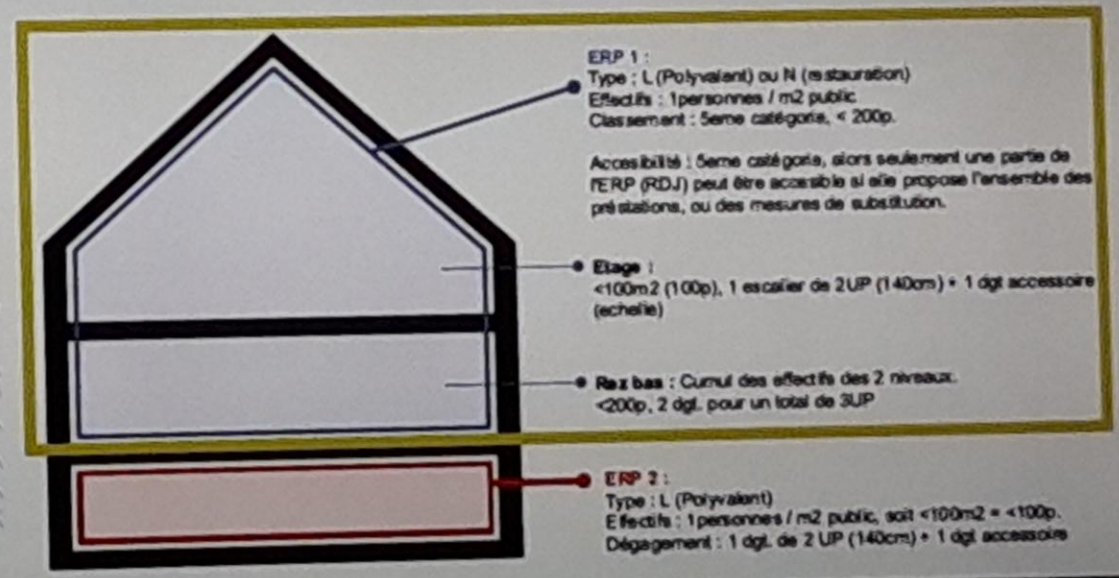 ERP 1 :
Type : L (Polyvalent) ou N (restauration)
Effectifs : 1personnes / m2 public
Classement : 5eme catégorie, < 200p.
Accesibilité : 5eme catégorie, alors seulement une partie de
l'ERP (RDJ) peut être accessible si elle propose l'ensemble des
préstations, ou des mesures de substitution.
Etage :
<100m2 (100p), 1 escalier de 2UP (140cm) + 1 dgt accessoire
(echelle)
Rez bas : Cumul des effectifs des 2 niveaux.
<200p, 2 dgt. pour un total de 3UP
ERP 2 :
Type : L (Polyvalent)
Effectifs : 1personnes / m2 public, soit <100m2 = <100p.
Dégagement : 1 dgt. de 2 UP (140cm) + 1 dgt accessoire